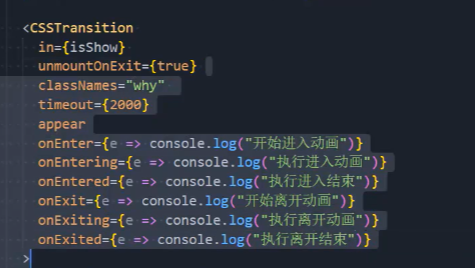 <CSSTransition
in={isShow}
unmountOnExit={true}
classNames="why"
timeout={2000}
appear
onEnter={e => console.log("开始进入动画")}
onEntering={e => console.log("执行进入动画")}
onEntered={e => console.log("执行进入结束")}
onExit={e => console.log("开始离开动画")}
onExiting={e => console.log("执行离开动画")}
onExited={e => console.log("执行离开结束")}
>